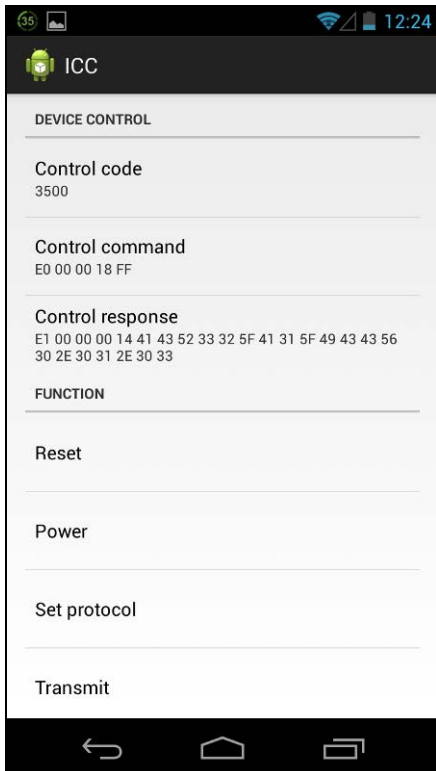 35
12:24
ICC
DEVICE CONTROL
Control code
3500
Control command
E0 00 00 18 FF
Control response
E1 00 00 00 14 41 43 52 33 32 5F 41 31 5F 49 43 43 56
30 2E 30 31 2E 30 33
FUNCTION
Reset
Power
Set protocol
Transmit